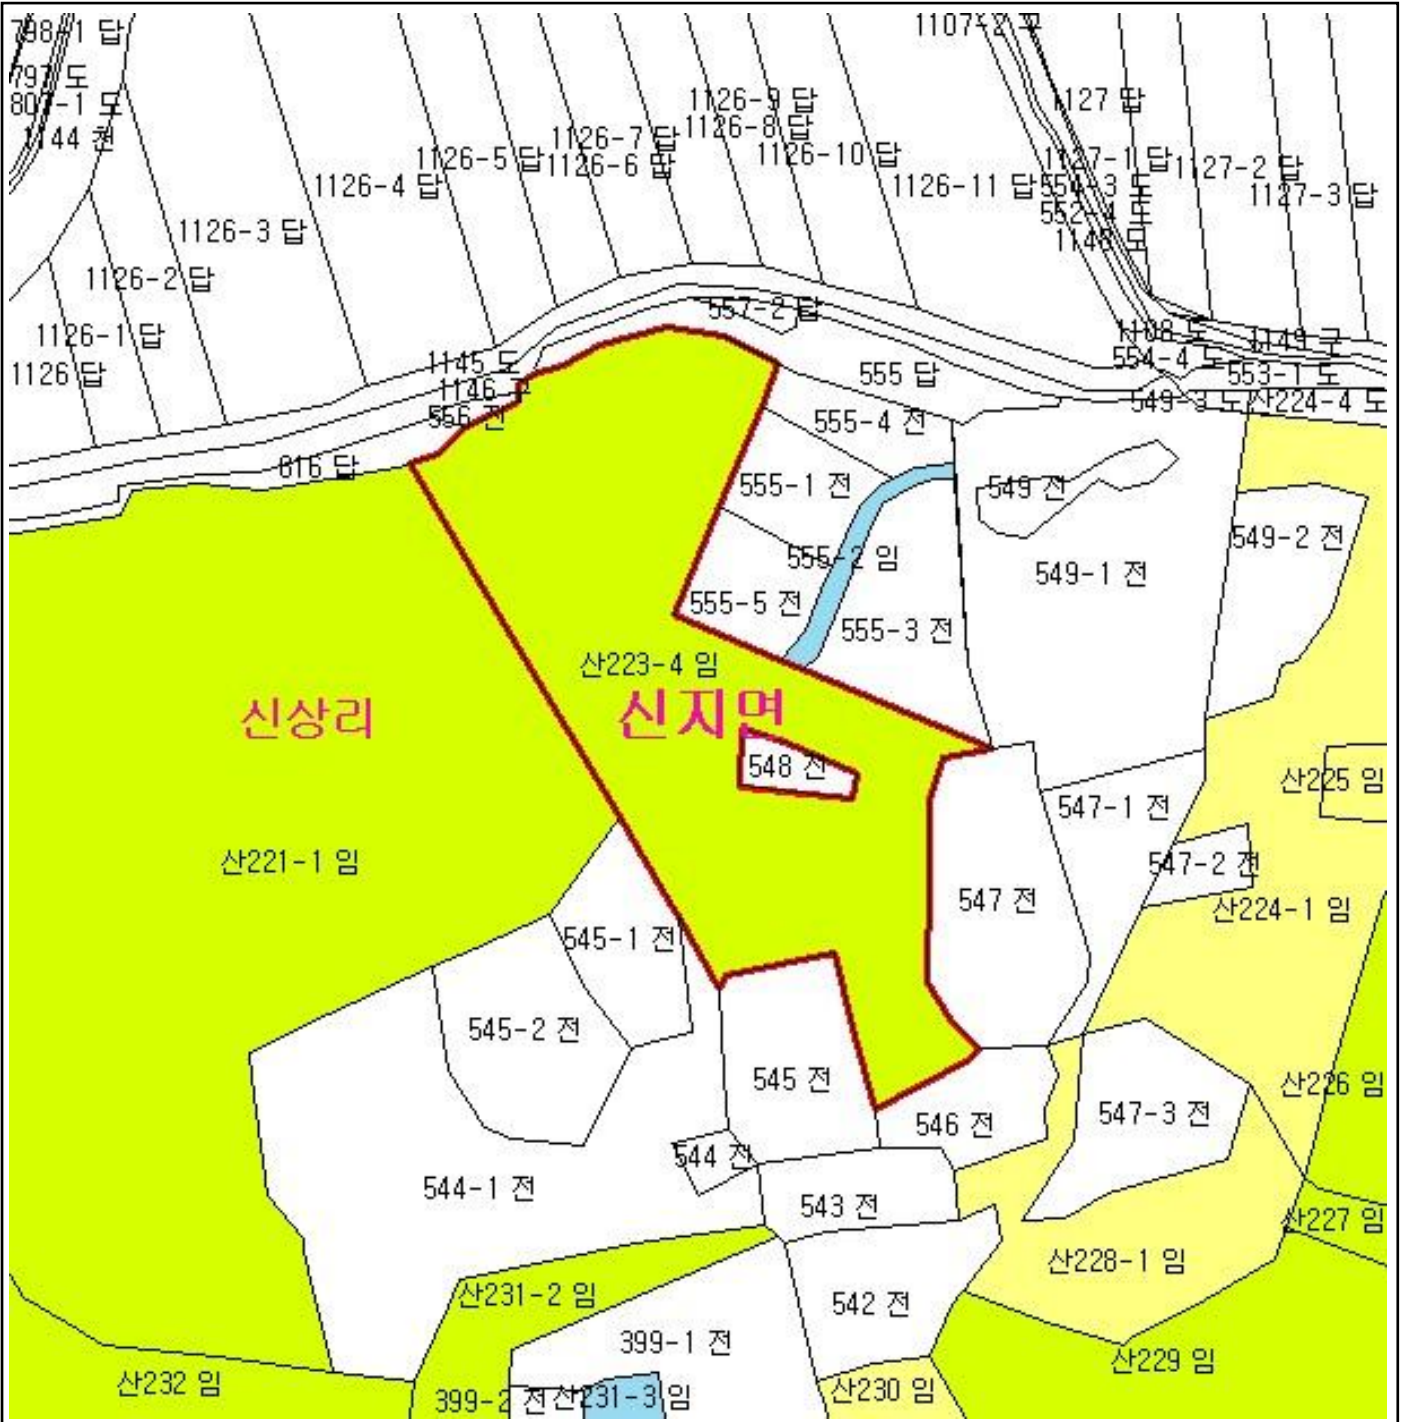 798-1 답
1107-2 구
797 도
1126-9 답
1127 답
1126-8 답
1144 천
1126-7 답
1126-10 답
1126-5 답
1126-6 답
1127-1 답
1127-2 답
1126-4 답
1126-11 답
554-3 도
1127-3 답
552-4 도
1126-3 답
1126-2 답
557-2 답
1126-1 답
1108 도
1149 구
1145 도
554-4 도
1126 답
555 답
553-1 도
1146 구
549-3 도
산224-4 도
556 전
555-4 전
616 답
555-1 전
549 전
549-2 전
555-2 임
549-1 전
555-5 전
555-3 전
산223-4 임
신상리
신지면
548 전
산225 임
547-1 전
산221-1 임
547-2 전
547 전
산224-1 임
545-1 전
545-2 전
545 전
산226 임
547-3 전
546 전
544 전
544-1 전
543 전
산227 임
산228-1 임
산231-2 임
542 전
399-1 전
산229 임
산232 임
399-2 전
산231-3 임
산230 임